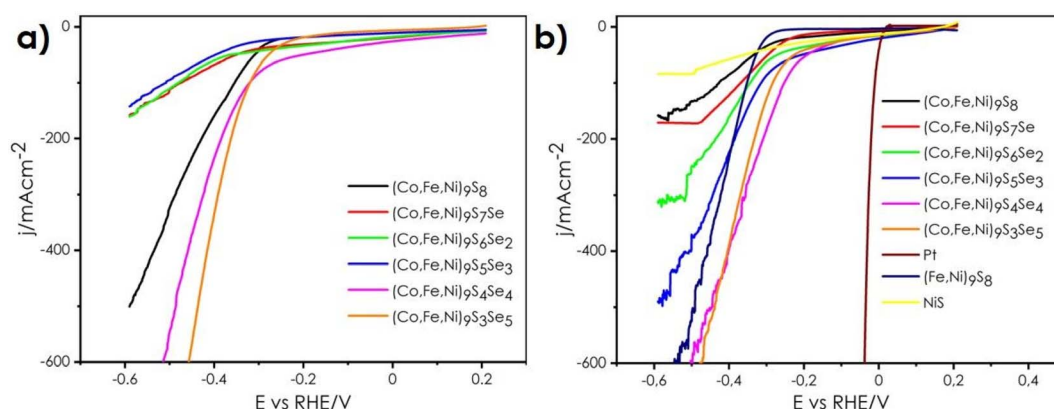 a)
0
-200
-400
-600
j/mAcm-2
-0,6
-0,4
-0,2
0
0,2
E vs RHE/V
(Co,Fe,Ni)9S8
(Co,Fe,Ni)9S7Se
(Co,Fe,Ni)9S6Se2
(Co,Fe,Ni)9S5Se3
(Co,Fe,Ni)9S4Se4
(Co,Fe,Ni)9S3Se5
b)
0
-200
-400
-600
j/mAcm-2
-0,6
-0,4
-0,2
0
0,2
0,4
E vs RHE/V
(Co,Fe,Ni)9S8
(Co,Fe,Ni)9S7Se
(Co,Fe,Ni)9S6Se2
(Co,Fe,Ni)9S5Se3
(Co,Fe,Ni)9S4Se4
(Co,Fe,Ni)9S3Se5
Pt
(Fe,Ni)9S8
NiS